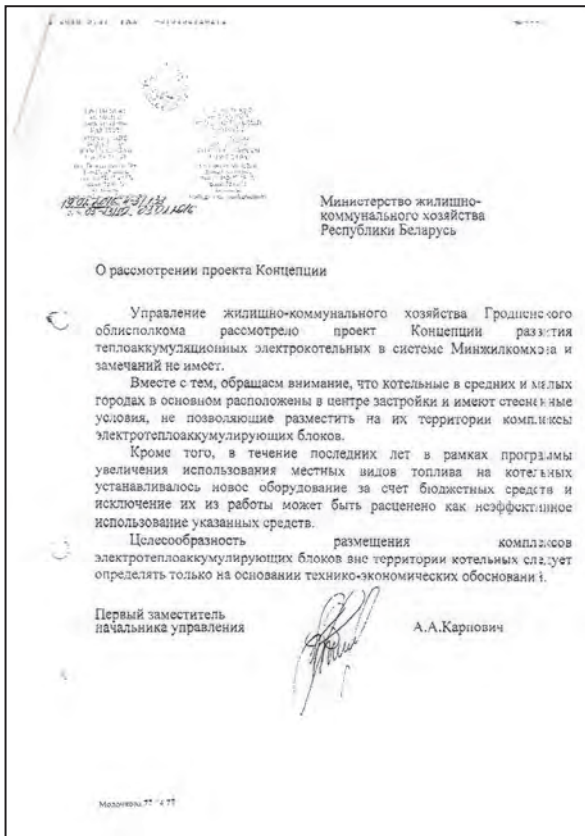 Министерство жилищно-
коммунального хозяйства
Республики Беларусь
О рассмотрении проекта Концепции
Управление жилищно-коммунального хозяйства Гродненского
облисполкома рассмотрело проект Концепции развития
теплоаккумуляционных электрокотельных в системе Минжилкомхоза и
замечаний не имеет.
Вместе с тем, обращаем внимание, что котельные в средних и малых
городах в основном расположены в центре застройки и имеют стесненные
условия, не позволяющие разместить на их территории комплексы
электротеплоаккумулирующих блоков.
Кроме того, в течение последних лет в рамках программы
увеличения использования местных видов топлива на котельных
устанавливалось новое оборудование за счет бюджетных средств и
исключение их из работы может быть расценено как неэффективное
использование указанных средств.
Целесообразность размещения комплексов
электротеплоаккумулирующих блоков вне территории котельных следует
определять только на основании технико-экономических обоснований.
Первый заместитель
начальника управления
А.А.Карпович